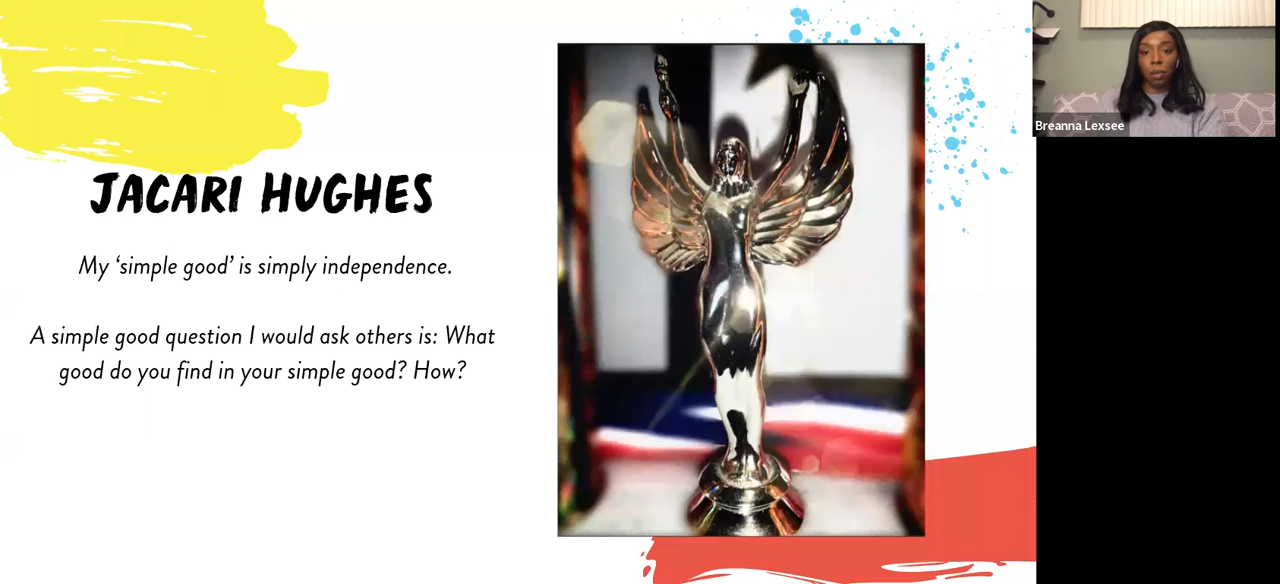 JACARI HUGHES
My ‘simple good’ is simply independence.
A simple good question I would ask others is: What
good do you find in your simple good? How?
Breanna Lexsee